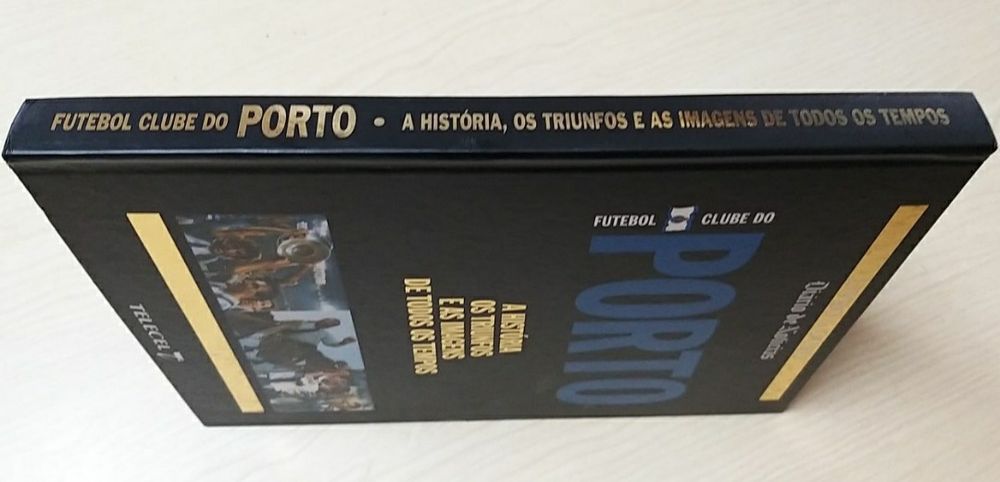 FUTEBOL CLUBE DO PORTO • A HISTÓRIA, OS TRIUNFOS E AS IMAGENS DE TODOS OS TEMPOS
Diário de Notícias
FUTEBOL CLUBE DO
PORTO
A HISTÓRIA
OS TRIUNFOS
E AS IMAGENS
DE TODOS OS TEMPOS
TELECEL